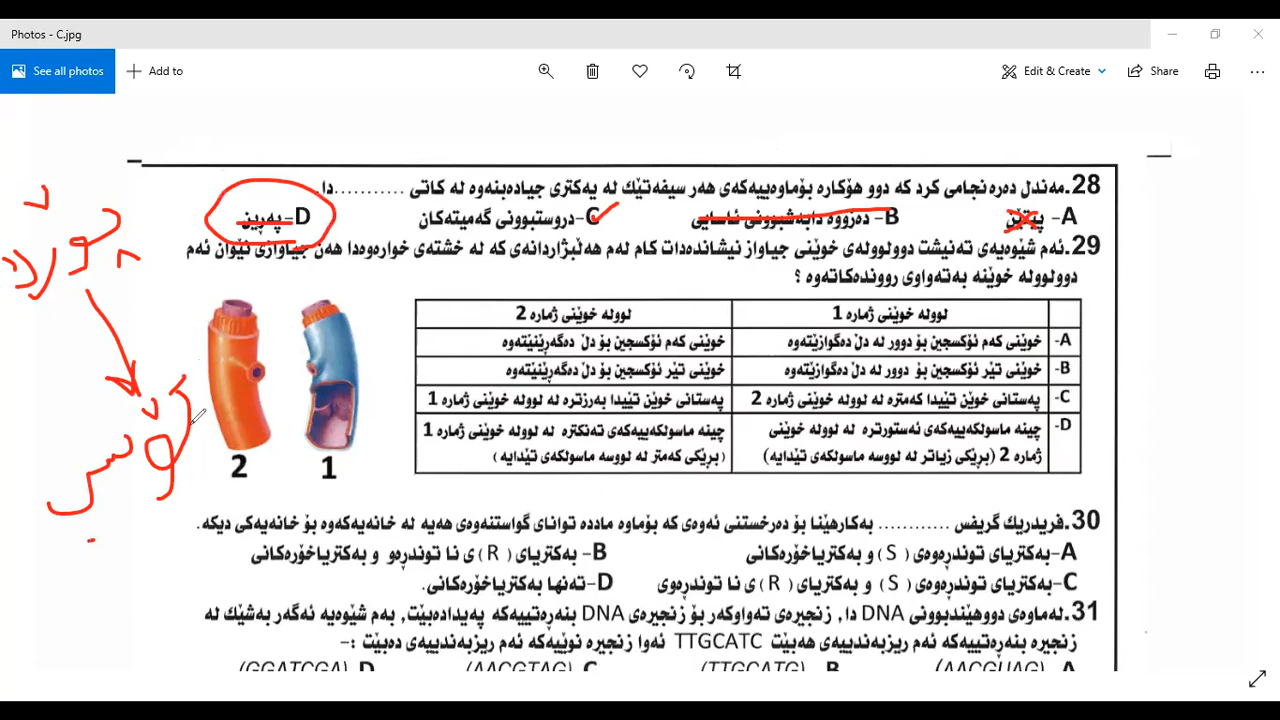 Photos - C.jpg
See all photos
Add to
Edit & Create
Share
28.مەندل دەرەنجامی کرد کە دوو هۆکارە بۆماوەییەکەی هەر سیفەتێك لە یەکتری جیادەبنەوە لە کاتی ........... دا.
A- پیتێن B- دەزووە دابەشبوونی ئاسایی C-دروستبوونی گەمیتەکان D-پەڕین
29.ئەم شێوەیەی تەنیشت دوولوولەی خوێنی جیاواز نیشاندەدات کام لەم هەڵبژاردانەی کە لە خشتەی خوارەوەدا هەن جیاوازی نێوان ئەم
دوولوولە خوێنە بەتەواوی رووندەکاتەوە ؟
لوولە خوێنی ژمارە 1 لوولە خوێنی ژمارە 2
A- خوێنی کەم ئۆکسجین بۆ دوور لە دڵ دەگوازێتەوە خوێنی کەم ئۆکسجین بۆ دڵ دەگەڕێنێتەوە
B- خوێنی تێر ئۆکسجین بۆ دوور لە دڵ دەگوازێتەوە خوێنی تێر ئۆکسجین بۆ دڵ دەگەڕێنێتەوە
C- پەستانی خوێن تێیدا کەمترە لە لوولە خوێنی ژمارە 2 پەستانی خوێن تێیدا بەرزترە لە لوولە خوێنی ژمارە 1
D- چینە ماسولکەییەکەی ئەستورترە لە لوولە خوێنی چینە ماسولکەییەکەی تەنکترە لە لوولە خوێنی ژمارە 1
ژمارە 2 (بڕێکی زیاتر لە لووسە ماسولکەی تێدایە) (بڕێکی کەمتر لە لووسە ماسولکەی تێدایە)
2 1
30.فریدریك گریفس ............ بەکارهێنا بۆ دەرخستنی ئەوەی کە بۆماوە ماددە توانای گواستنەوەی هەیە لە خانەیەکەوە بۆ خانەیەکی دیکە.
A-بەکتریای توندڕەوەی (S) و بەکتریاخۆرەکانی B- بەکتریای (R) ی نا توندڕەو و بەکتریاخۆرەکانی
C-بەکتریای توندڕەوەی (S) و بەکتریای (R) ی نا توندڕەوی D-تەنها بەکتریاخۆرەکانی.
31.لەماوەی دووهێندبوونی DNA دا, زنجیرەی تەواوکەر بۆ زنجیرەی DNA بنەڕەتییەکە پەیدادەبێت, بەم شێوەیە ئەگەر بەشێك لە
زنجیرە بنەڕەتییەکە ئەم ریزبەندییەی هەبێت TTGCATC ئەوا زنجیرە نوێیەکە ئەم ریزبەندییەی دەبێت :-
A (AACGUAG) B (TTGCATG) C (AACGTAG) D (GGATCGA)